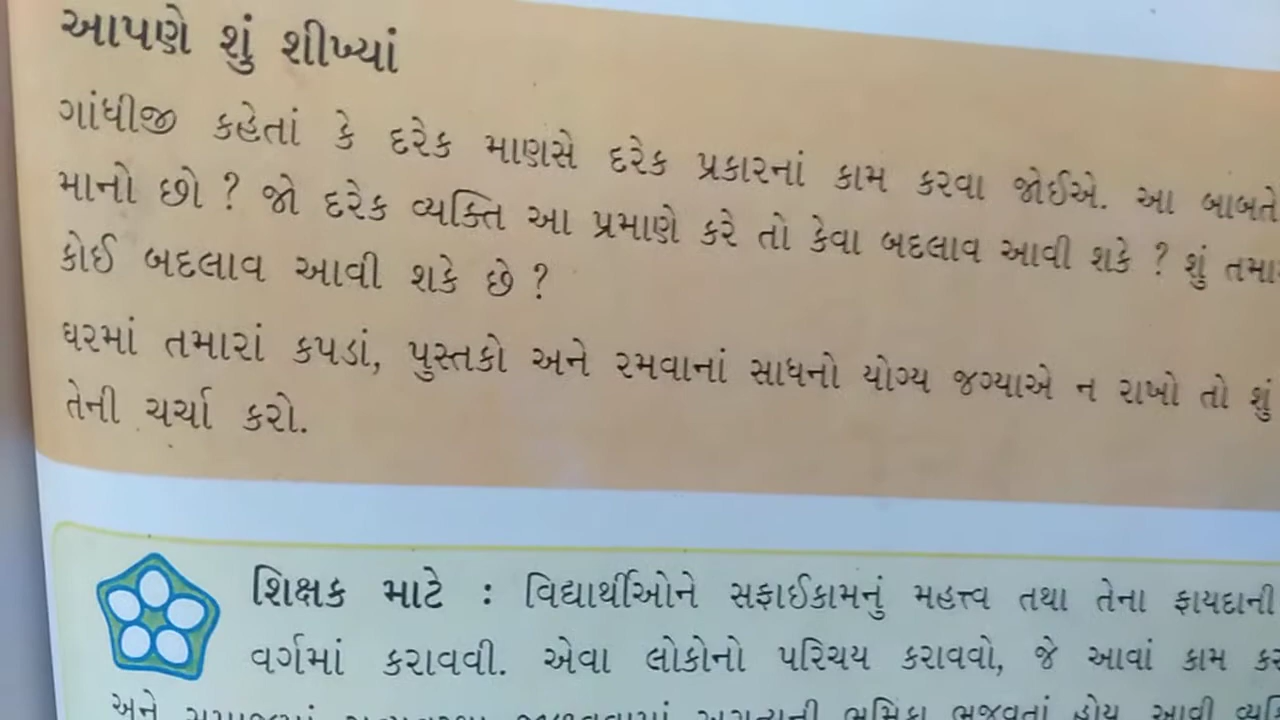 આપણે શું શીખ્યાં
ગાંધીજી કહેતાં કે દરેક માણસે દરેક પ્રકારનાં કામ કરવા જોઈએ. આ બાબતે
માનો છો ? જો દરેક વ્યક્તિ આ પ્રમાણે કરે તો કેવા બદલાવ આવી શકે ? શું તમા
કોઈ બદલાવ આવી શકે છે ?
ઘરમાં તમારાં કપડાં, પુસ્તકો અને રમવાનાં સાધનો યોગ્ય જગ્યાએ ન રાખો તો શું
તેની ચર્ચા કરો.
શિક્ષક માટે : વિદ્યાર્થીઓને સફાઈકામનું મહત્ત્વ તથા તેના ફાયદાની
વર્ગમાં કરાવવી. એવા લોકોનો પરિચય કરાવવો, જે આવાં કામ કર
અને